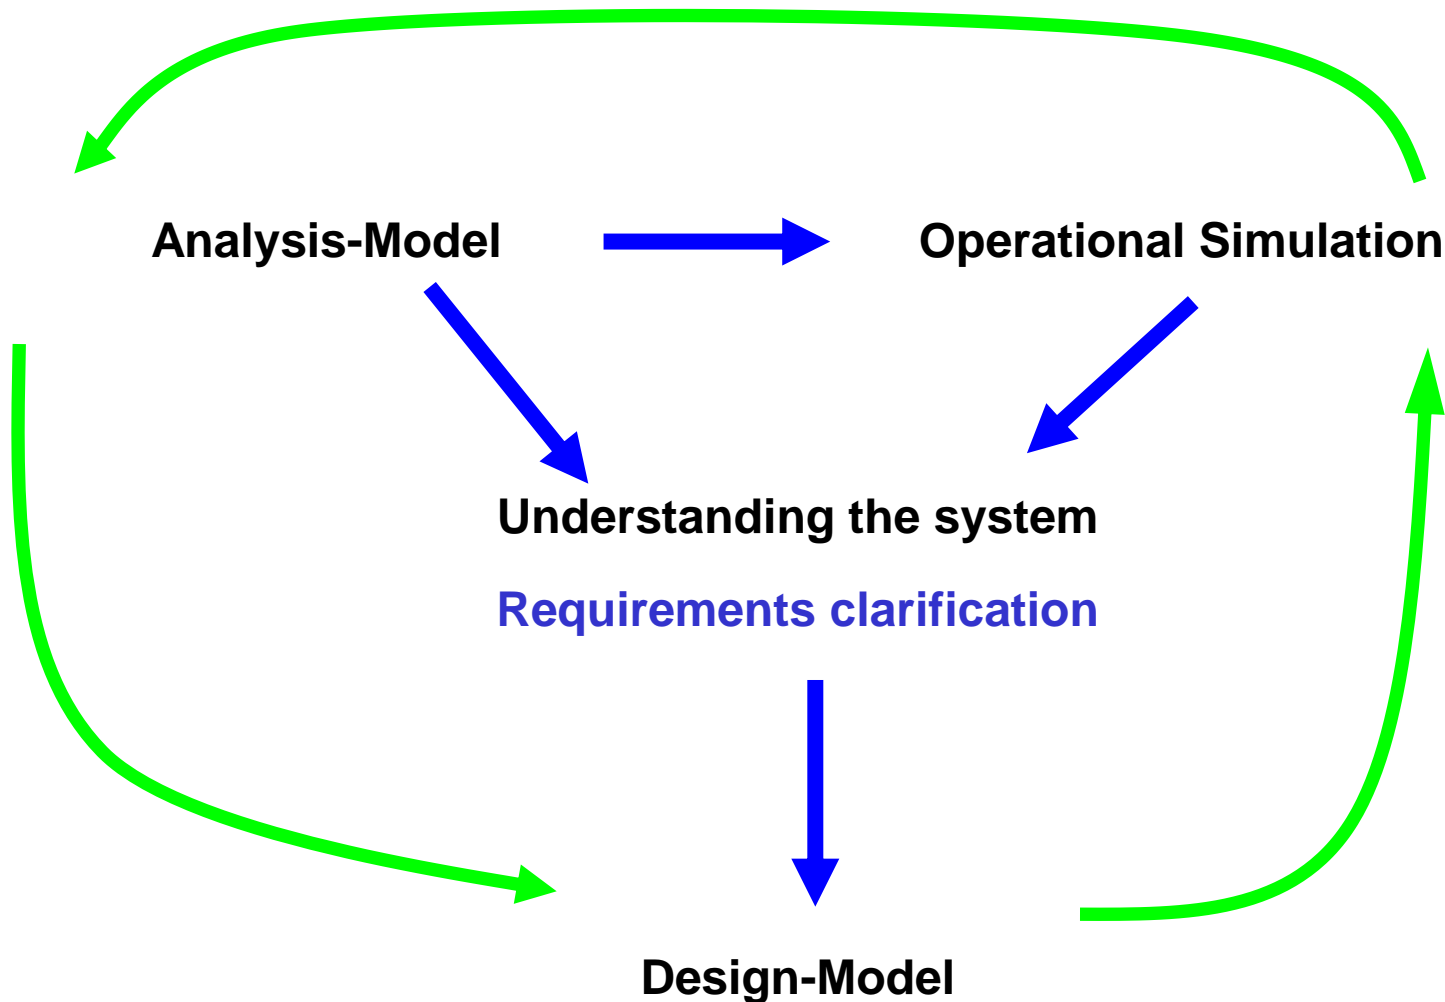 Analysis-Model
Operational Simulation
Understanding the system
Requirements clarification
Design-Model